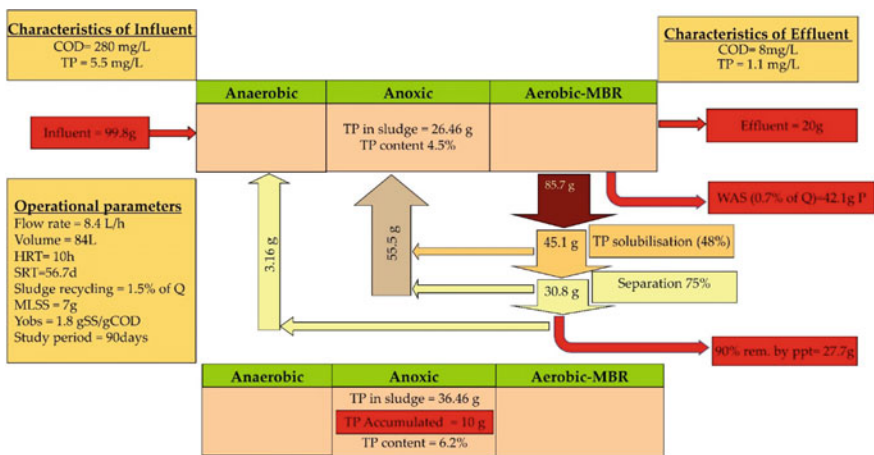 Characteristics of Influent
COD= 280 mg/L
TP = 5.5 mg/L
Characteristics of Effluent
COD= 8mg/L
TP = 1.1 mg/L
Anaerobic
Anoxic
Aerobic-MBR
Influent = 99.8g
TP in sludge = 26.46 g
TP content 4.5%
Effluent = 20g
85.7 g
WAS (0.7% of Q)=42.1g P
Operational parameters
Flow rate = 8.4 L/h
Volume = 84L
HRT= 10h
SRT=56.7d
Sludge recycling = 1.5% of Q
MLSS = 7g
Yobs = 1.8 gSS/gCOD
Study period = 90days
3.16 g
55.5 g
45.1 g
TP solubilisation (48%)
30.8 g
Separation 75%
90% rem. by ppt= 27.7g
Anaerobic
Anoxic
Aerobic-MBR
TP in sludge = 36.46 g
TP Accumulated = 10 g
TP content = 6.2%